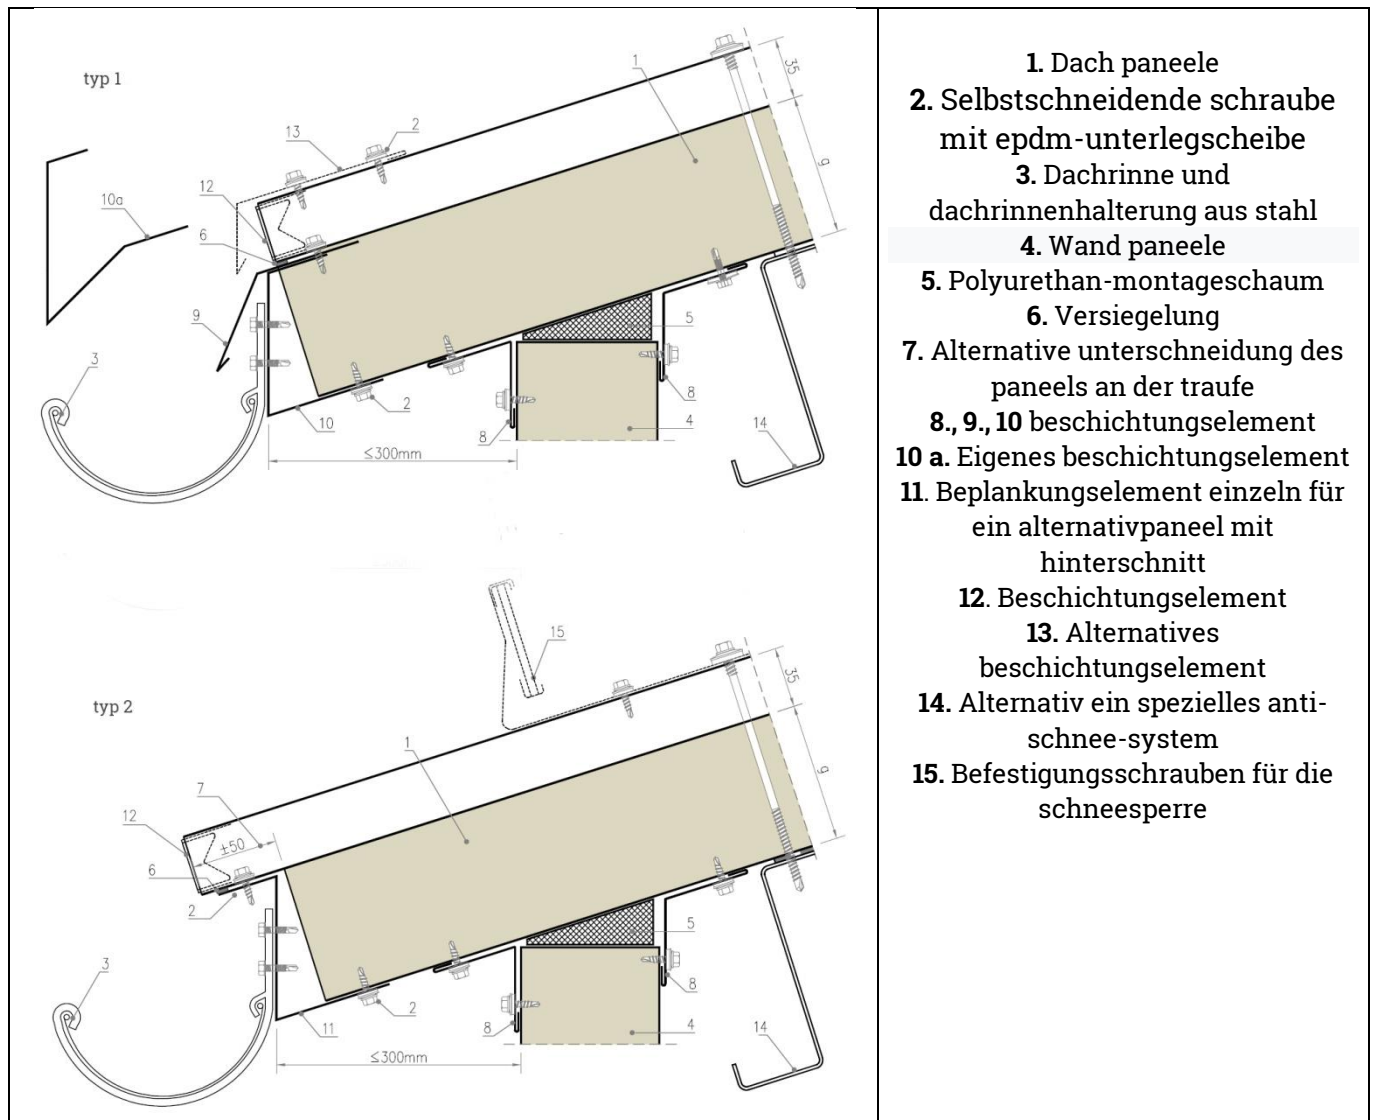 typ 1
1
35
13
2
1
g
12
10a
6
9
5
3
8
2
10
4
8
14
≤300mm
15
35
typ 2
1
g
7
12
±50
6
2
5
3
8
2
4
14
11
8
≤300mm
1. Dach paneele
2. Selbstschneidende schraube
mit epdm-unterlegscheibe
3. Dachrinne und
dachrinnenhalterung aus stahl
4. Wand paneele
5. Polyurethan-montageschaum
6. Versiegelung
7. Alternative unterschneidung des
paneels an der traufe
8., 9., 10 beschichtungselement
10 a. Eigenes beschichtungselement
11. Beplankungselement einzeln für
ein alternativpaneel mit
hinterschnitt
12. Beschichtungselement
13. Alternatives
beschichtungselement
14. Alternativ ein spezielles anti-
schnee-system
15. Befestigungsschrauben für die
schneesperre